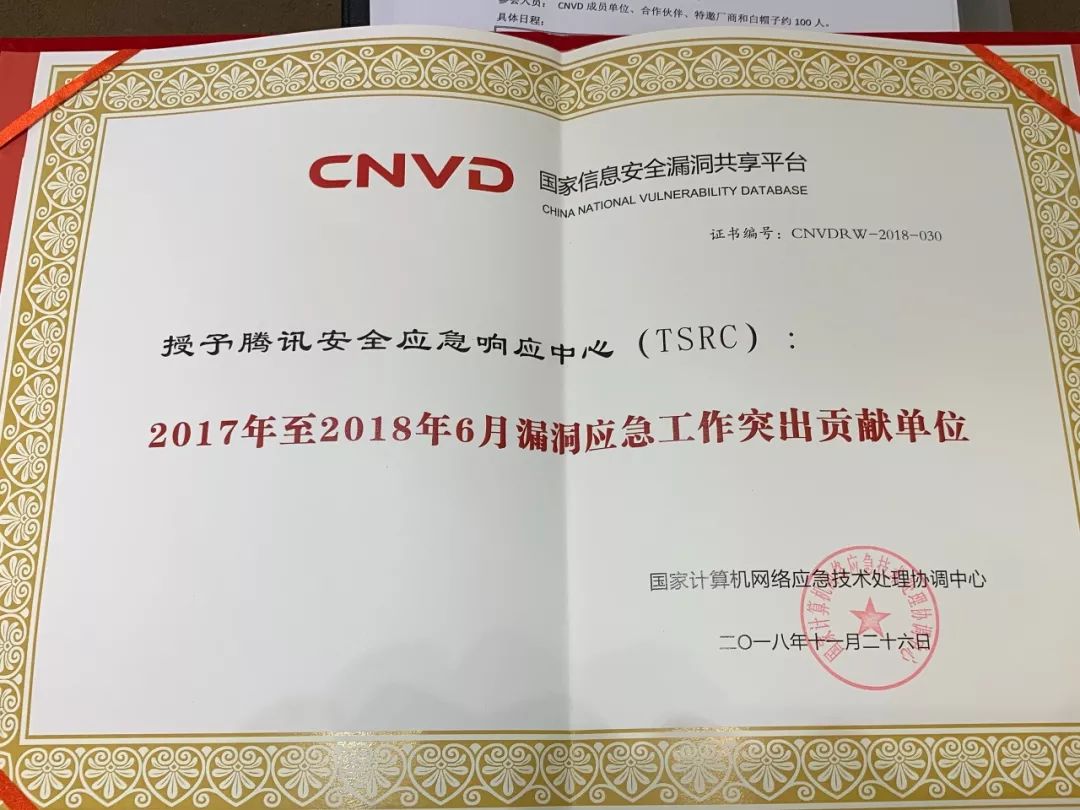 参会人员: CNVD 成员单位、合作伙伴、特邀厂商和白帽子约 100 人。
具体日程:
CNVD 国家信息安全漏洞共享平台
CHINA NATIONAL VULNERABILITY DATABASE
证书编号：CNVDRW-2018-030
授予腾讯安全应急响应中心（TSRC）：
2017年至2018年6月漏洞应急工作突出贡献单位
国家计算机网络应急技术处理协调中心
二〇一八年十一月二十六日
国家计算机网络应急技术处理协调中心